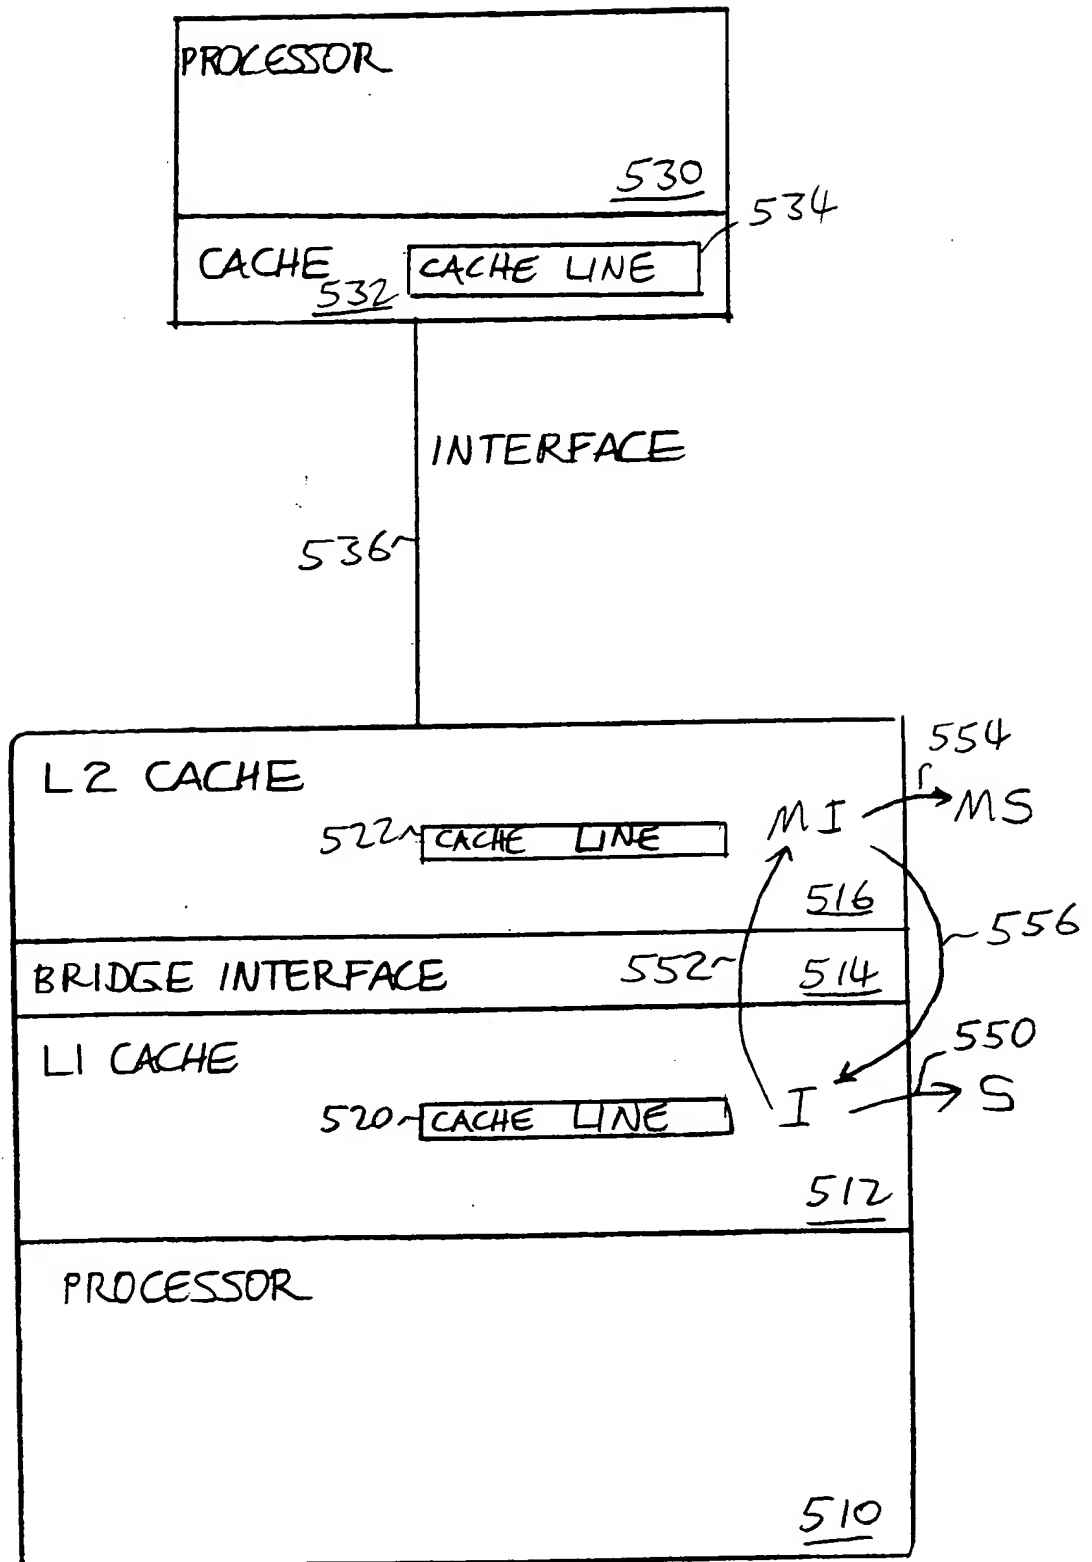 PROCESSOR
530
534
CACHE
532
CACHE LINE
INTERFACE
536
L2 CACHE
554
522
CACHE LINE
MI
MS
516
556
BRIDGE INTERFACE
552
514
L1 CACHE
550
520
CACHE LINE
I
S
512
PROCESSOR
510